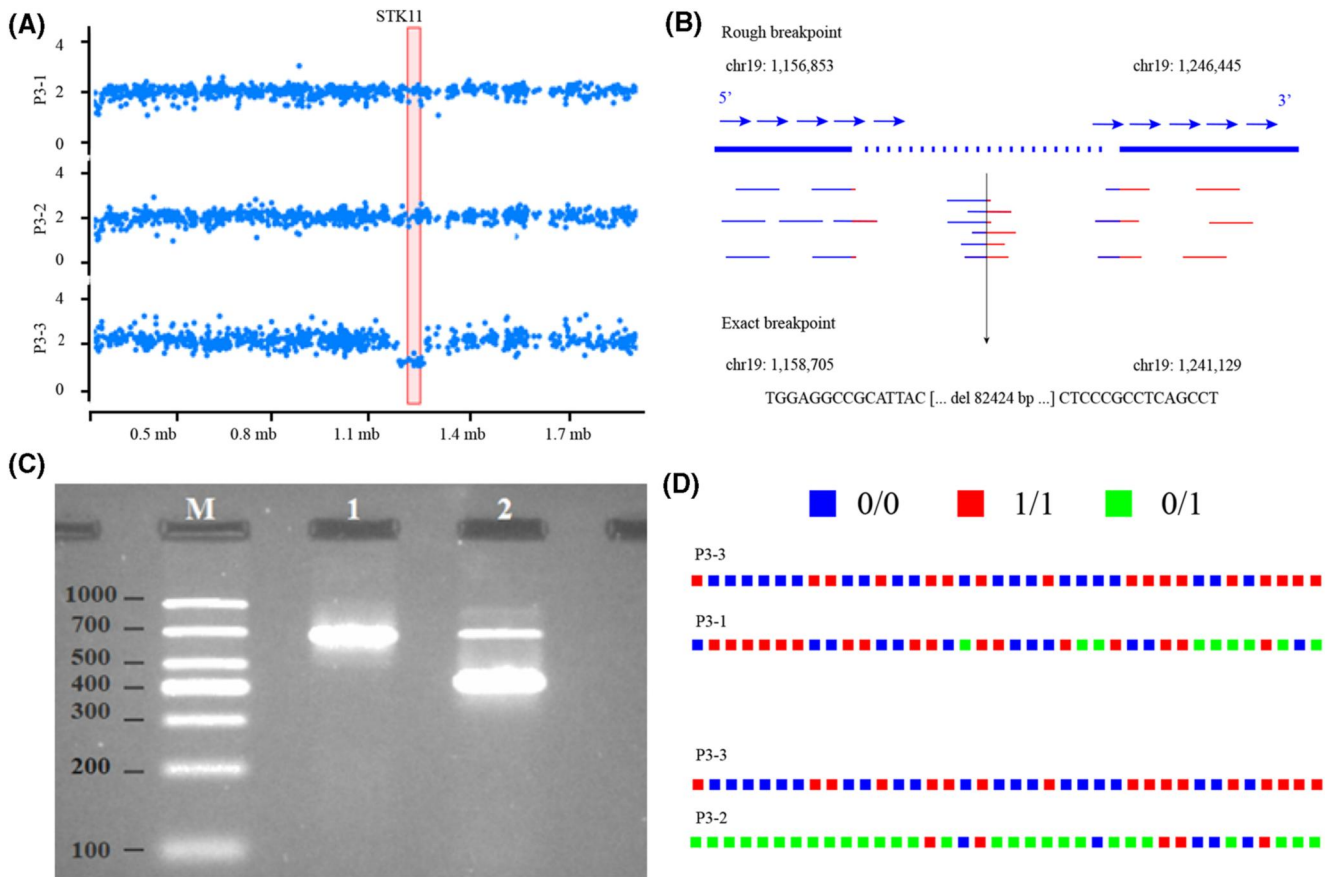 (A)
STK11
4
2
0
P3-1
4
2
0
P3-2
4
2
0
P3-3
0.5 mb 0.8 mb 1.1 mb 1.4 mb 1.7 mb
(B)
Rough breakpoint
chr19: 1,156,853 chr19: 1,246,445
5' 3'
Exact breakpoint
chr19: 1,158,705 chr19: 1,241,129
TGGAGGCCGCATTAC [... del 82424 bp ...] CTCCCGCCTCAGCCT
(C)
M 1 2
1000
700
500
400
300
200
100
(D)
0/0 1/1 0/1
P3-3
P3-1
P3-3
P3-2